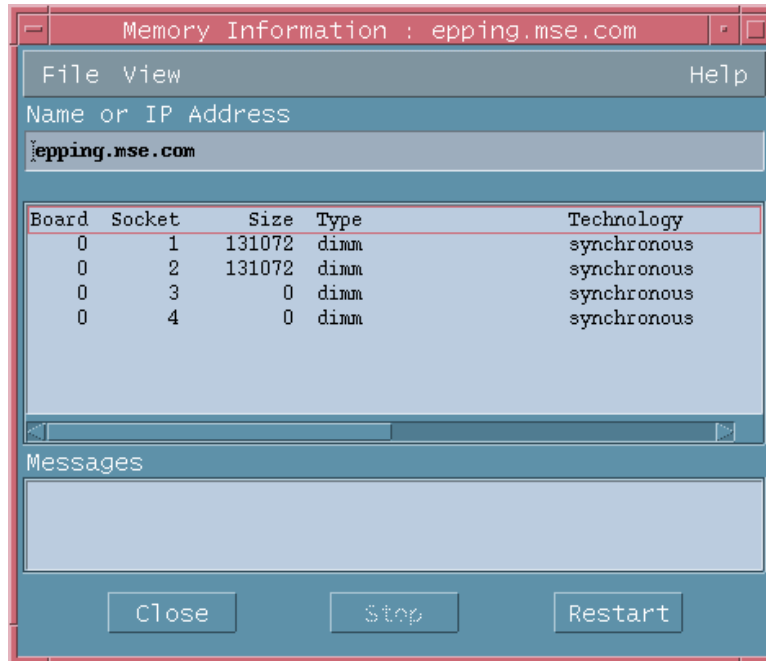 Memory Information : epping.mse.com
File View Help
Name or IP Address
epping.mse.com
Board Socket Size Type Technology
0 1 131072 dimm synchronous
0 2 131072 dimm synchronous
0 3 0 dimm synchronous
0 4 0 dimm synchronous
Messages
Close Stop Restart